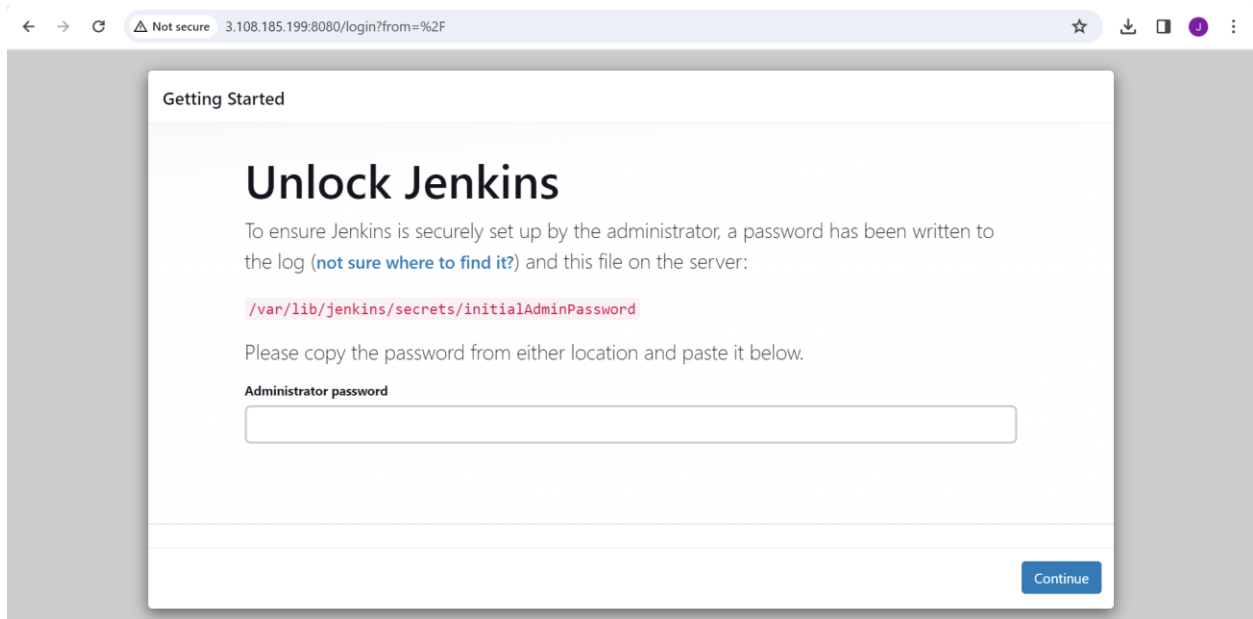 Not secure 3.108.185.199:8080/login?from=%2F
J
Getting Started
Unlock Jenkins
To ensure Jenkins is securely set up by the administrator, a password has been written to
the log (not sure where to find it?) and this file on the server:
/var/lib/jenkins/secrets/initialAdminPassword
Please copy the password from either location and paste it below.
Administrator password
Continue